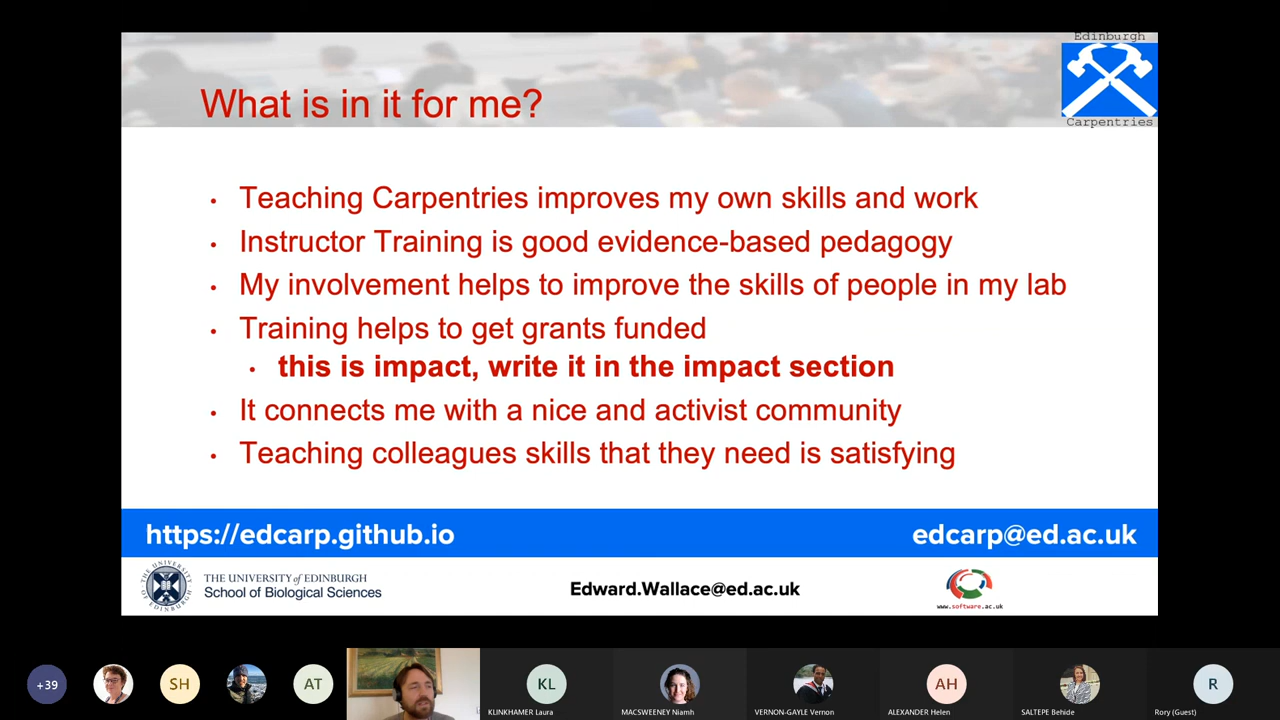 Edinburgh
Carpentries
What is in it for me?
• Teaching Carpentries improves my own skills and work
• Instructor Training is good evidence-based pedagogy
• My involvement helps to improve the skills of people in my lab
• Training helps to get grants funded
• this is impact, write it in the impact section
• It connects me with a nice and activist community
• Teaching colleagues skills that they need is satisfying
https://edcarp.github.io
edcarp@ed.ac.uk
THE UNIVERSITY of EDINBURGH
School of Biological Sciences
Edward.Wallace@ed.ac.uk
www.software.ac.uk
+39
SH
AT
KL
AH
R
KLINKHAMER Laura
MACSWEENEY Niamh
VERNON-GAYLE Vernon
ALEXANDER Helen
SALTEPE Behide
Rory (Guest)